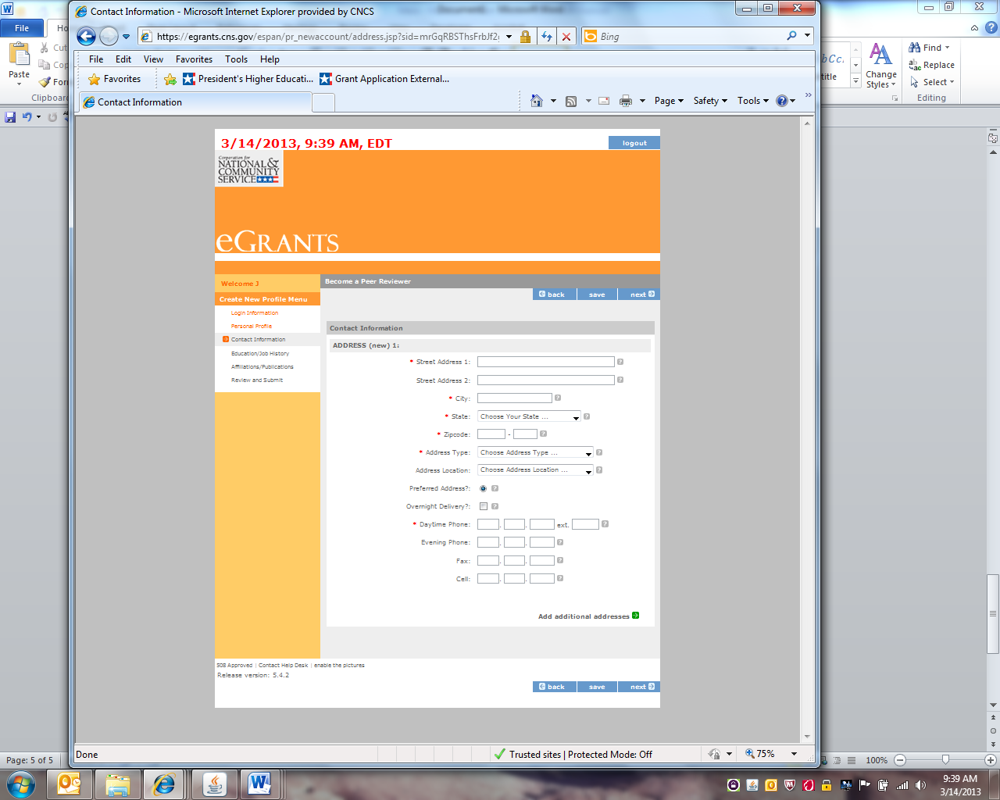 Contact Information - Microsoft Internet Explorer provided by CNCS
https://egrants.cns.gov/espan/pr_newaccount/address.jsp?sid=mrGqRBSThsFrbJf2
Bing
File Edit View Favorites Tools Help
Favorites President's Higher Educati... Grant Application External...
Contact Information
Page Safety Tools
File
Paste
Clipboard
Find
Replace
Select
Change
Styles
Editing
3/14/2013, 9:39 AM, EDT
logout
Corporation for
NATIONAL &
COMMUNITY
SERVICE
eGRANTS
Welcome J
Create New Profile Menu
Login Information
Personal Profile
Contact Information
Education/Job History
Affiliations/Publications
Review and Submit
Become a Peer Reviewer
back save next
Contact Information
ADDRESS (new) 1:
* Street Address 1: ?
Street Address 2: ?
* City: ?
* State: Choose Your State ... ?
* Zipcode: - ?
* Address Type: Choose Address Type ... ?
Address Location: Choose Address Location ... ?
Preferred Address?: ?
Overnight Delivery?: ?
* Daytime Phone: . . ext. ?
Evening Phone: . . ?
Fax: . . ?
Cell: . . ?
Add additional addresses
508 Approved | Contact Help Desk | enable the pictures
Release version: 5.4.2
back save next
Done
Trusted sites | Protected Mode: Off
75%
Page: 5 of 5
100%
9:39 AM
3/14/2013